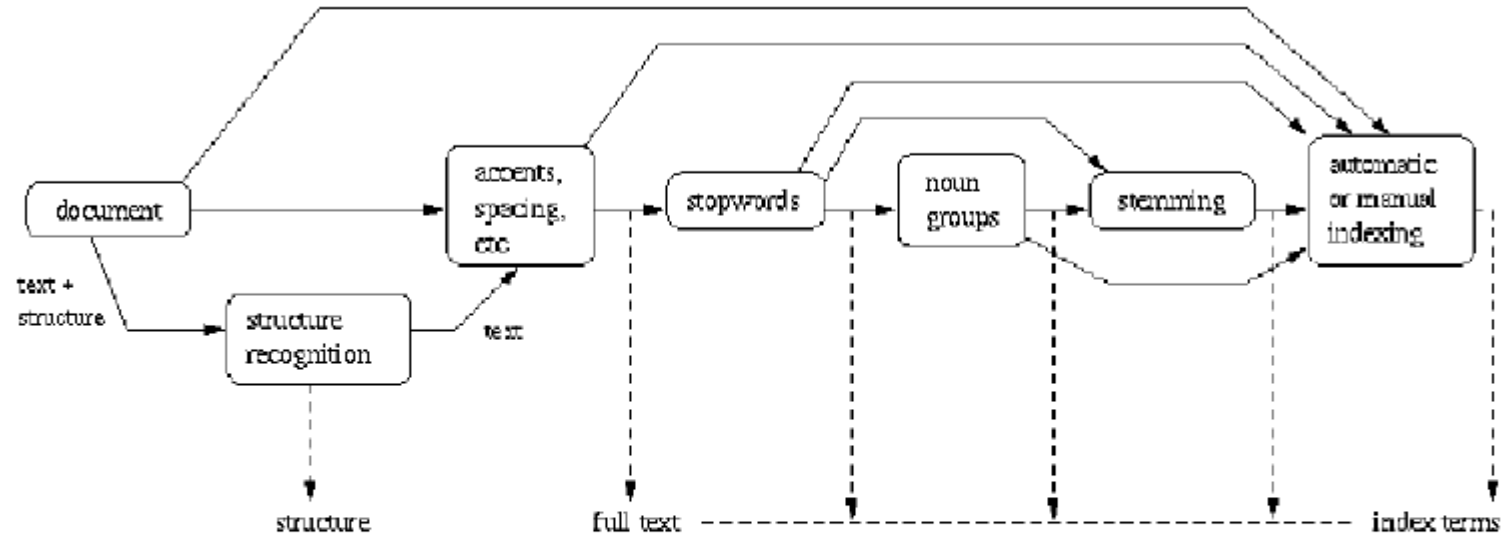 document
text +
structure
structure
recognition
text
accents,
spacing,
etc
stopwords
noun
groups
stemming
automatic
or manual
indexing
structure
full text
index terms